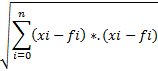 √∑_{i=0}^{n}(xi − fi) *. (xi − fi)